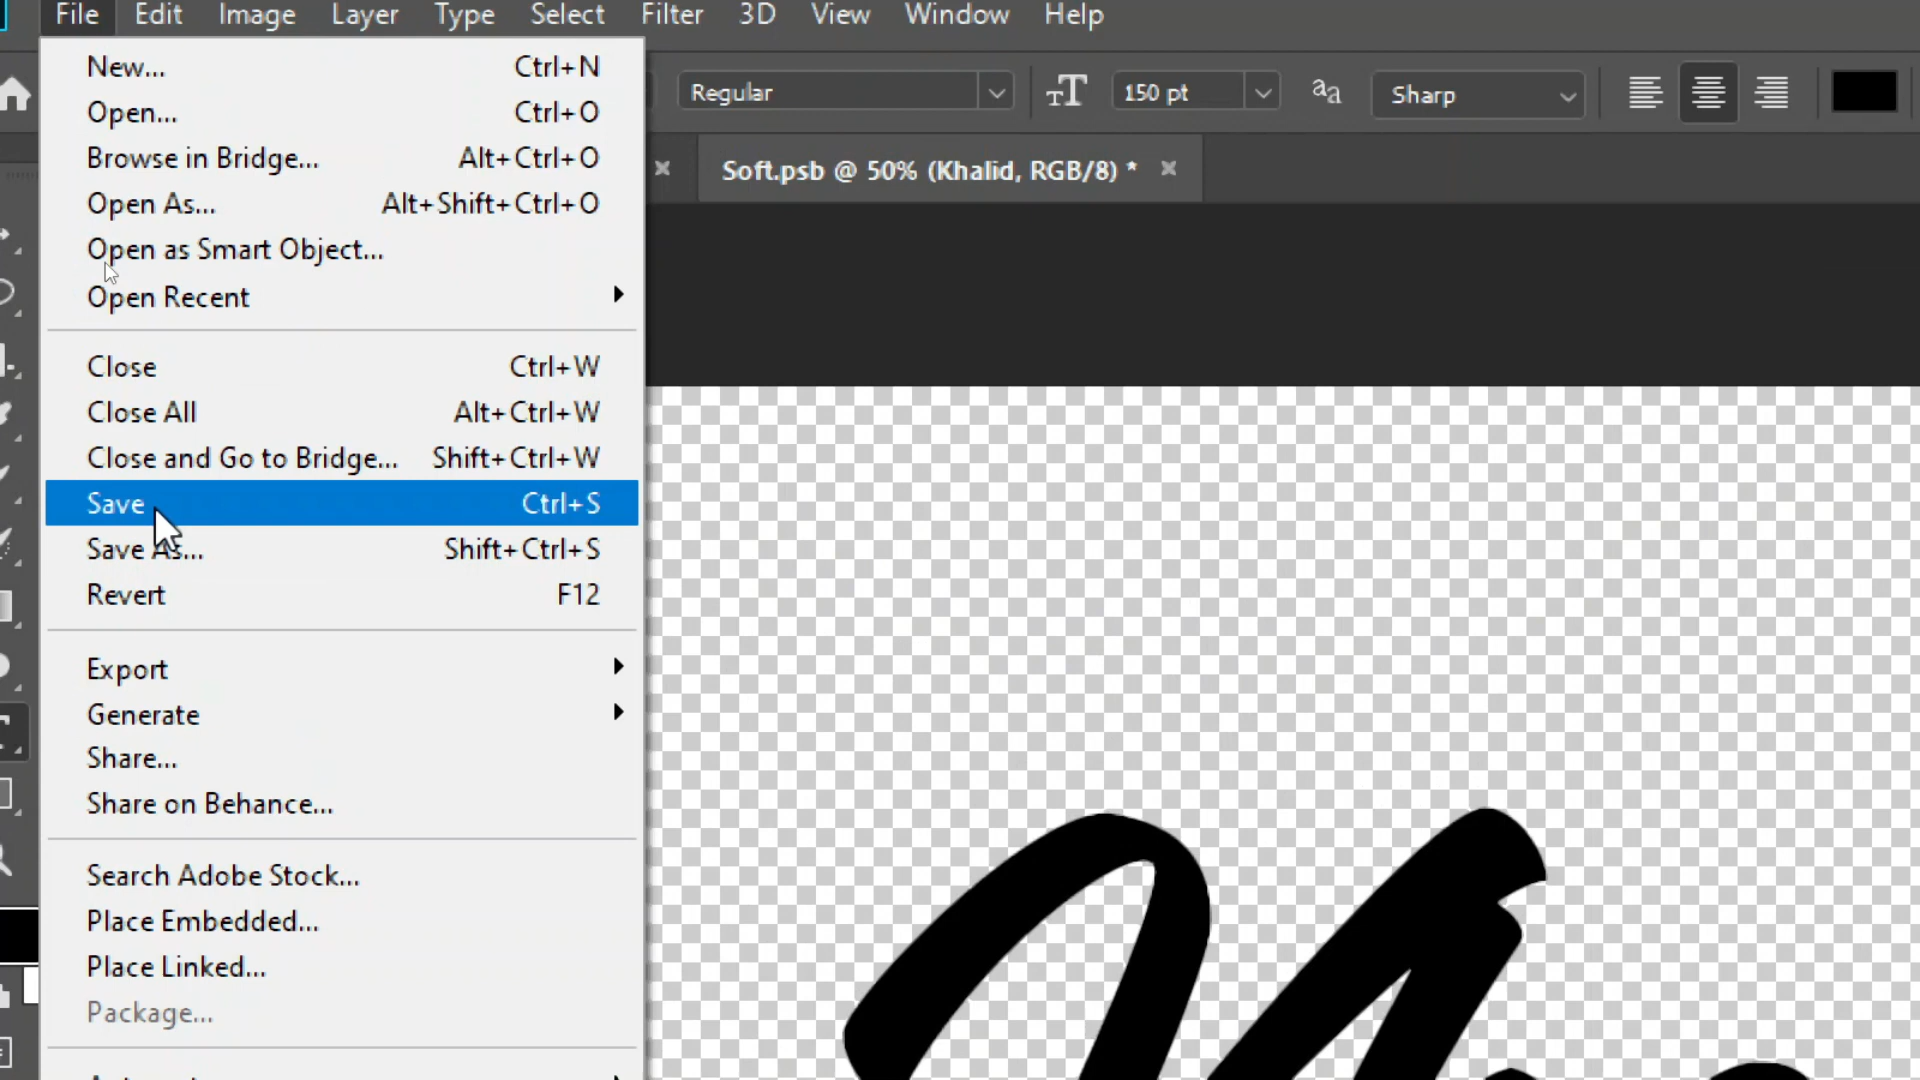 File Edit Image Layer Type Select Filter 3D View Window Help
Regular 150 pt Sharp
Soft.psb @ 50% (Khalid, RGB/8) *
New... Ctrl+N
Open... Ctrl+O
Browse in Bridge... Alt+Ctrl+O
Open As... Alt+Shift+Ctrl+O
Open as Smart Object...
Open Recent
Close Ctrl+W
Close All Alt+Ctrl+W
Close and Go to Bridge... Shift+Ctrl+W
Save Ctrl+S
Save As... Shift+Ctrl+S
Revert F12
Export
Generate
Share...
Share on Behance...
Search Adobe Stock...
Place Embedded...
Place Linked...
Package...